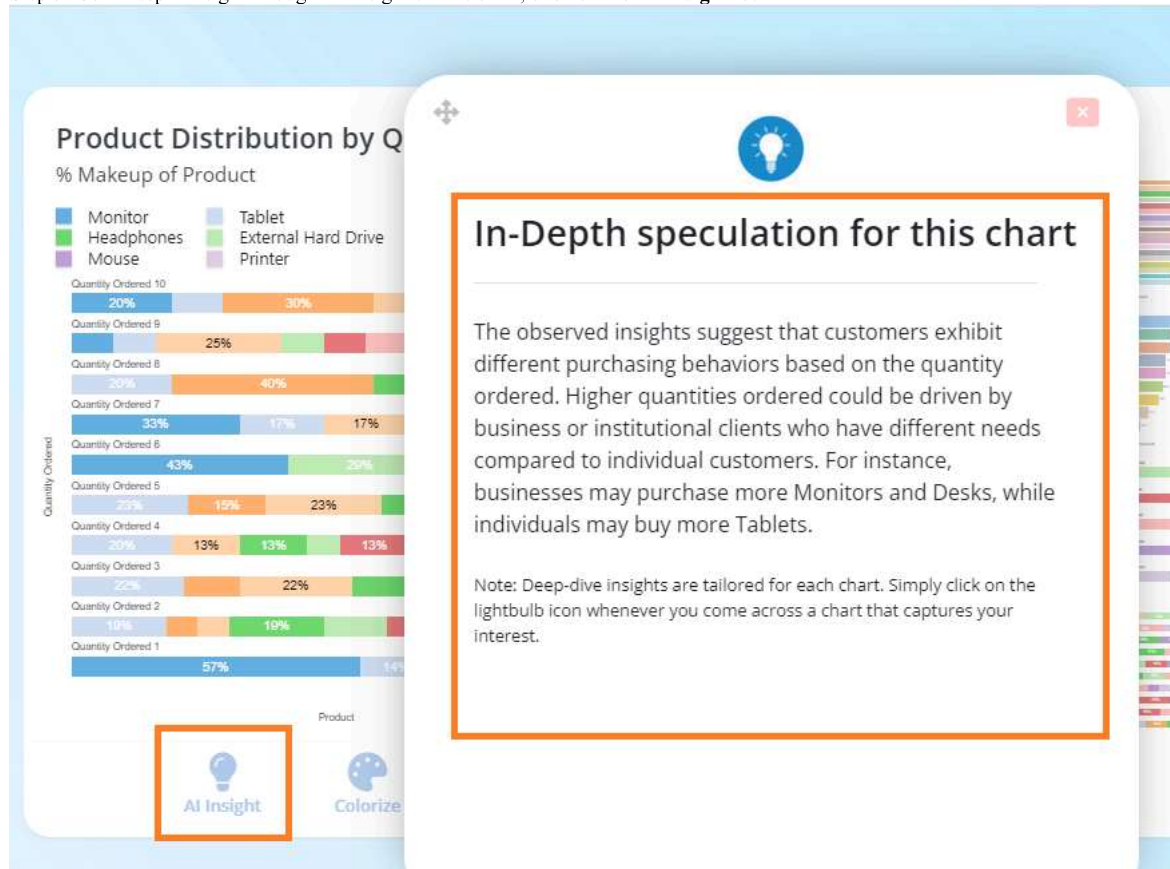 Product Distribution by Q
% Makeup of Product
Monitor
Tablet
Headphones
External Hard Drive
Mouse
Printer
Quantity Ordered
Quantity Ordered 10
20%
30%
Quantity Ordered 9
25%
Quantity Ordered 8
20%
40%
Quantity Ordered 7
33%
17%
17%
Quantity Ordered 6
43%
29%
Quantity Ordered 5
23%
15%
23%
Quantity Ordered 4
20%
13%
13%
13%
Quantity Ordered 3
22%
22%
Quantity Ordered 2
19%
19%
Quantity Ordered 1
57%
Product
AI Insight
Colorize
In-Depth speculation for this chart
The observed insights suggest that customers exhibit
different purchasing behaviors based on the quantity
ordered. Higher quantities ordered could be driven by
business or institutional clients who have different needs
compared to individual customers. For instance,
businesses may purchase more Monitors and Desks, while
individuals may buy more Tablets.
Note: Deep-dive insights are tailored for each chart. Simply click on the
lightbulb icon whenever you come across a chart that captures your
interest.